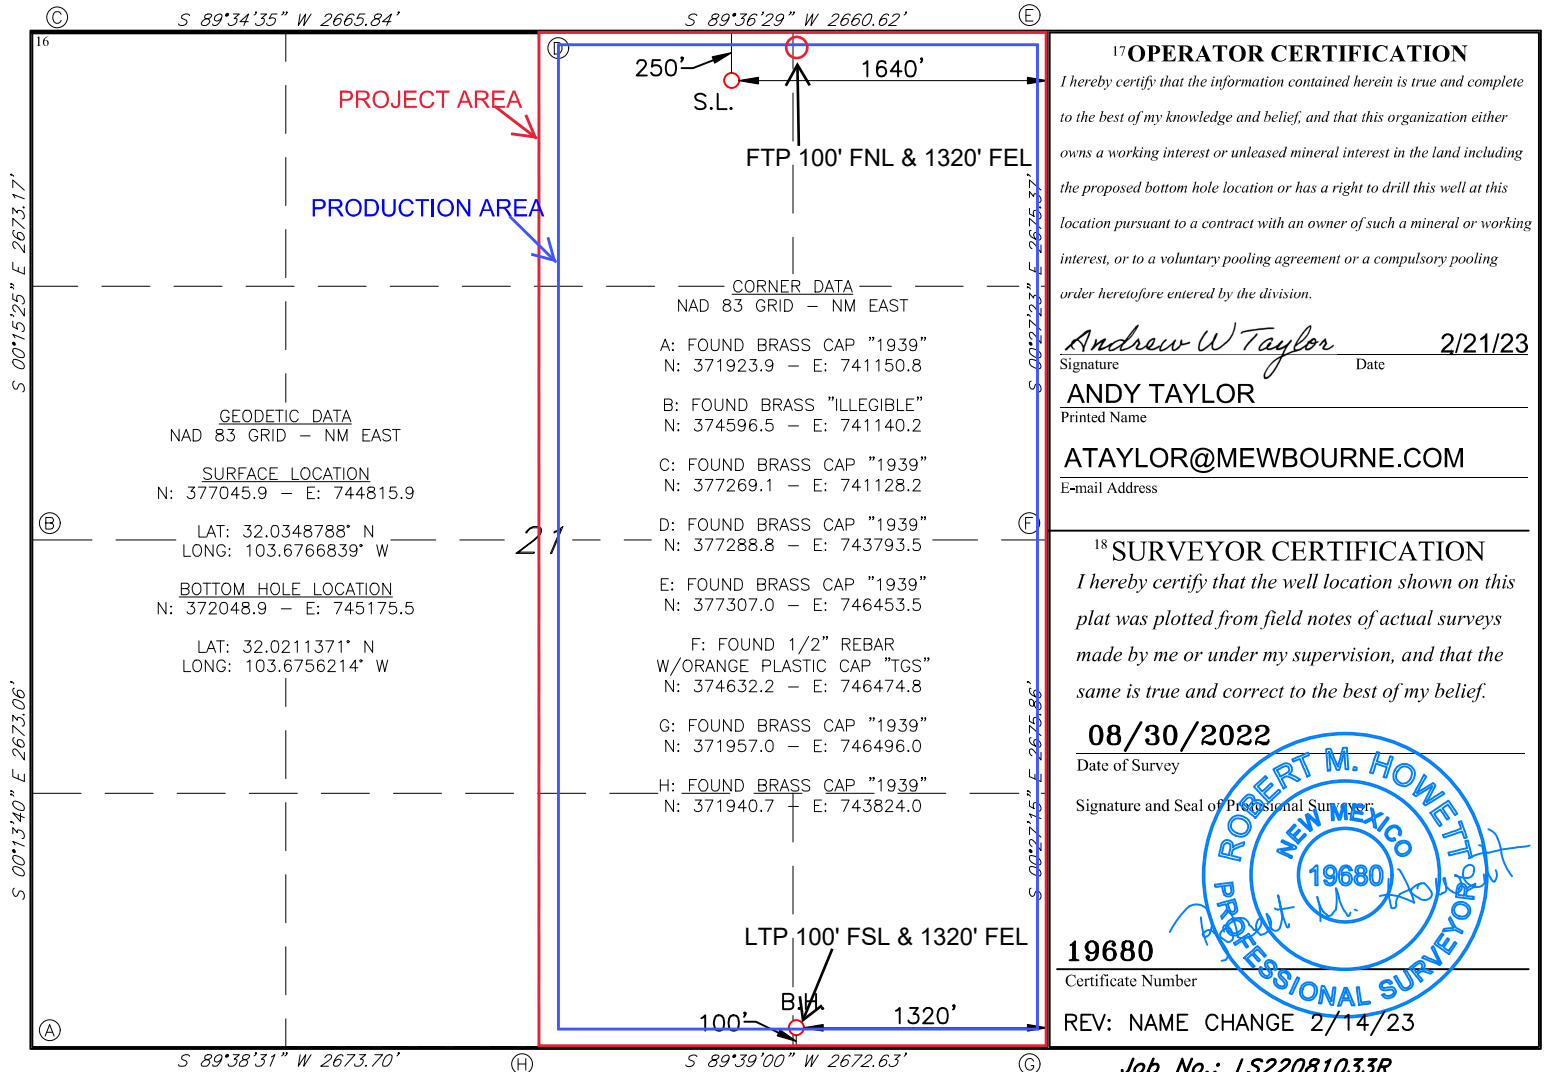 Ⓒ S 89°34'35" W 2665.84' S 89°36'29" W 2660.62' Ⓔ
16
Ⓓ
250' 1640'
S.L.
PROJECT AREA
FTP 100' FNL & 1320' FEL
PRODUCTION AREA
S 00°15'25" E 2673.17'
S 00°27'23" E 2675.37'
GEODETIC DATA
NAD 83 GRID – NM EAST
SURFACE LOCATION
N: 377045.9 – E: 744815.9
LAT: 32.0348788° N
LONG: 103.6766839° W
BOTTOM HOLE LOCATION
N: 372048.9 – E: 745175.5
LAT: 32.0211371° N
LONG: 103.6756214° W
Ⓑ
21
Ⓕ
CORNER DATA
NAD 83 GRID – NM EAST
A: FOUND BRASS CAP "1939"
N: 371923.9 – E: 741150.8
B: FOUND BRASS "ILLEGIBLE"
N: 374596.5 – E: 741140.2
C: FOUND BRASS CAP "1939"
N: 377269.1 – E: 741128.2
D: FOUND BRASS CAP "1939"
N: 377288.8 – E: 743793.5
E: FOUND BRASS CAP "1939"
N: 377307.0 – E: 746453.5
F: FOUND 1/2" REBAR
W/ORANGE PLASTIC CAP "TGS"
N: 374632.2 – E: 746474.8
G: FOUND BRASS CAP "1939"
N: 371957.0 – E: 746496.0
H: FOUND BRASS CAP "1939"
N: 371940.7 – E: 743824.0
S 00°13'40" E 2673.06'
S 00°27'15" E 2675.86'
LTP 100' FSL & 1320' FEL
B.H.
100' 1320'
Ⓐ
S 89°38'31" W 2673.70' Ⓗ S 89°39'00" W 2672.63' Ⓖ
17 OPERATOR CERTIFICATION
I hereby certify that the information contained herein is true and complete
to the best of my knowledge and belief, and that this organization either
owns a working interest or unleased mineral interest in the land including
the proposed bottom hole location or has a right to drill this well at this
location pursuant to a contract with an owner of such a mineral or working
interest, or to a voluntary pooling agreement or a compulsory pooling
order heretofore entered by the division.
Andrew W Taylor 2/21/23
Signature Date
ANDY TAYLOR
Printed Name
ATAYLOR@MEWBOURNE.COM
E-mail Address
18 SURVEYOR CERTIFICATION
I hereby certify that the well location shown on this
plat was plotted from field notes of actual surveys
made by me or under my supervision, and that the
same is true and correct to the best of my belief.
08/30/2022
Date of Survey
Signature and Seal of Profesional Surveyor:
ROBERT M. HOWETT
NEW MEXICO
19680
PROFESSIONAL SURVEYOR
Robert M. Howett
19680
Certificate Number
REV: NAME CHANGE 2/14/23
Job No.: LS22081033R